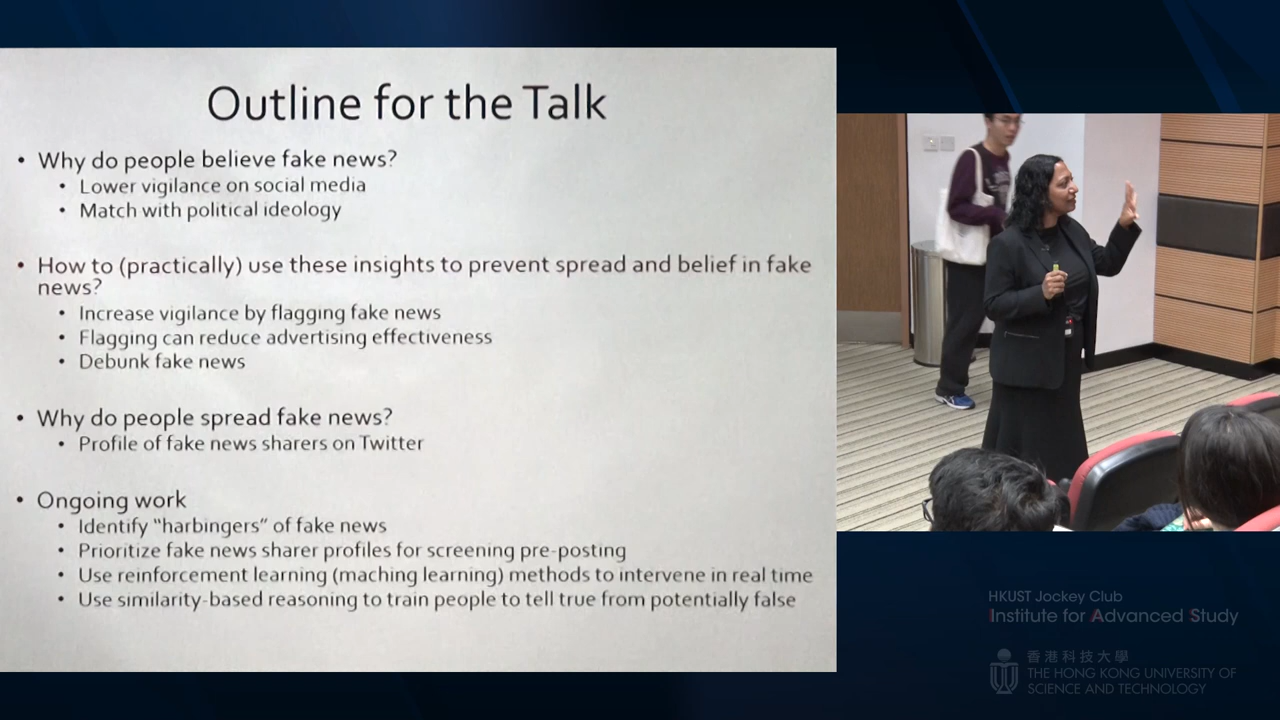 Outline for the Talk
• Why do people believe fake news?
• Lower vigilance on social media
• Match with political ideology
• How to (practically) use these insights to prevent spread and belief in fake
news?
• Increase vigilance by flagging fake news
• Flagging can reduce advertising effectiveness
• Debunk fake news
• Why do people spread fake news?
• Profile of fake news sharers on Twitter
• Ongoing work
• Identify “harbingers” of fake news
• Prioritize fake news sharer profiles for screening pre-posting
• Use reinforcement learning (maching learning) methods to intervene in real time
• Use similarity-based reasoning to train people to tell true from potentially false
HKUST Jockey Club
Institute for Advanced Study
香港科技大學
THE HONG KONG UNIVERSITY OF
SCIENCE AND TECHNOLOGY